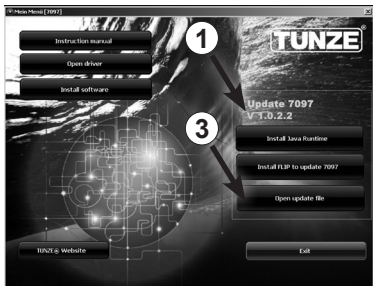 Mein Menü [7097]
Instruction manual
Open driver
Install software
TUNZE®
1
Update 7097
V 1.0.2.2
Install Java Runtime
3
Install FLIP to update 7097
Open update file
TUNZE® Website
Exit